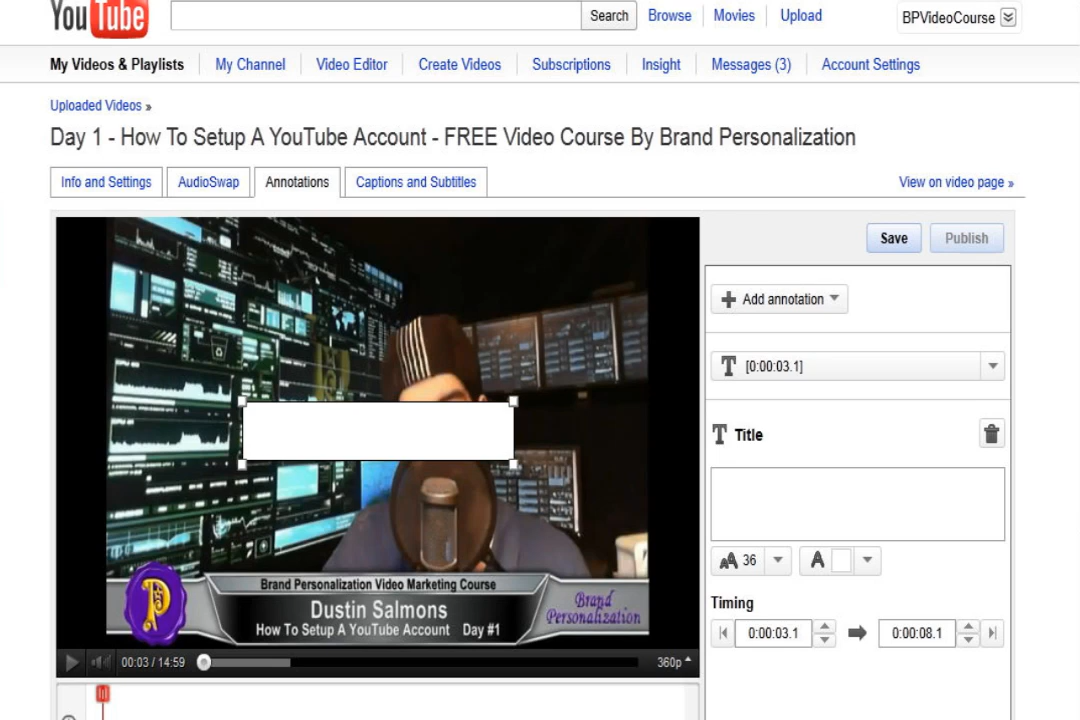 YouTube
Search
Browse
Movies
Upload
BPVideoCourse
My Videos & Playlists
My Channel
Video Editor
Create Videos
Subscriptions
Insight
Messages (3)
Account Settings
Uploaded Videos »
Day 1 - How To Setup A YouTube Account - FREE Video Course By Brand Personalization
Info and Settings
AudioSwap
Annotations
Captions and Subtitles
View on video page »
Save
Publish
Add annotation
T [0:00:03.1]
T Title
AA 36
A
Timing
0:00:03.1
0:00:08.1
Brand Personalization Video Marketing Course
Dustin Salmons
How To Setup A YouTube Account Day #1
P
Brand
Personalization
00:03 / 14:59
360p